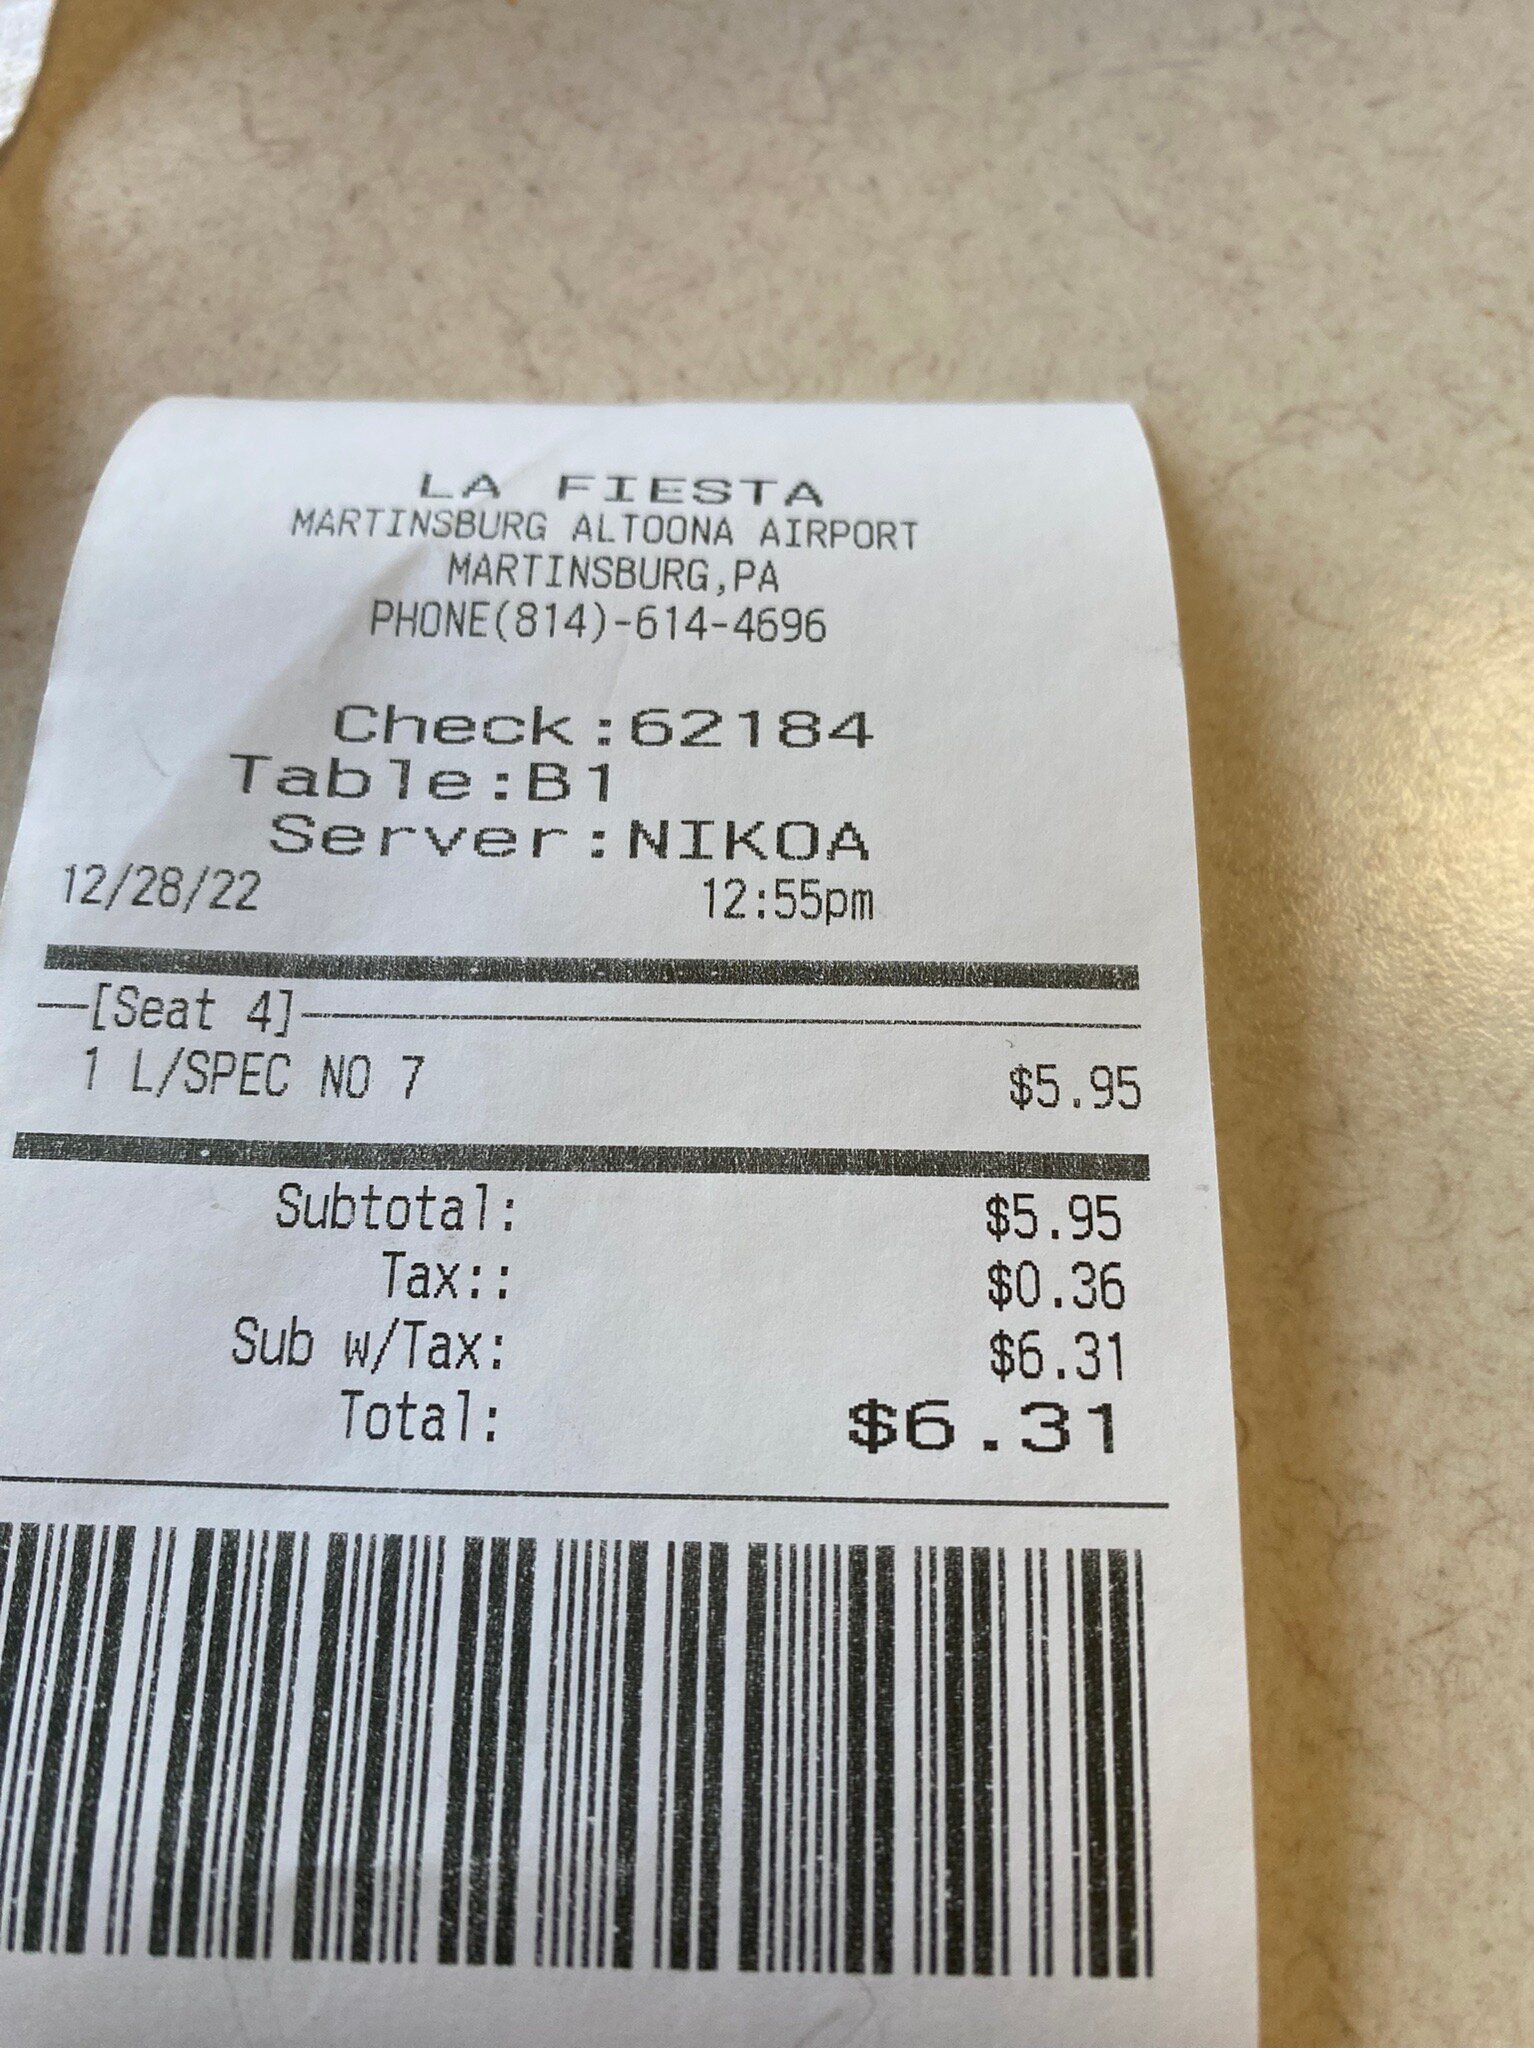 LA FIESTA
MARTINSBURG ALTOONA AIRPORT
MARTINSBURG,PA
PHONE(814)-614-4696
Check:62184
Table:B1
Server:NIKOA
12/28/22 12:55pm
[Seat 4]
1 L/SPEC NO 7 $5.95
Subtotal: $5.95
Tax:: $0.36
Sub w/Tax: $6.31
Total: $6.31